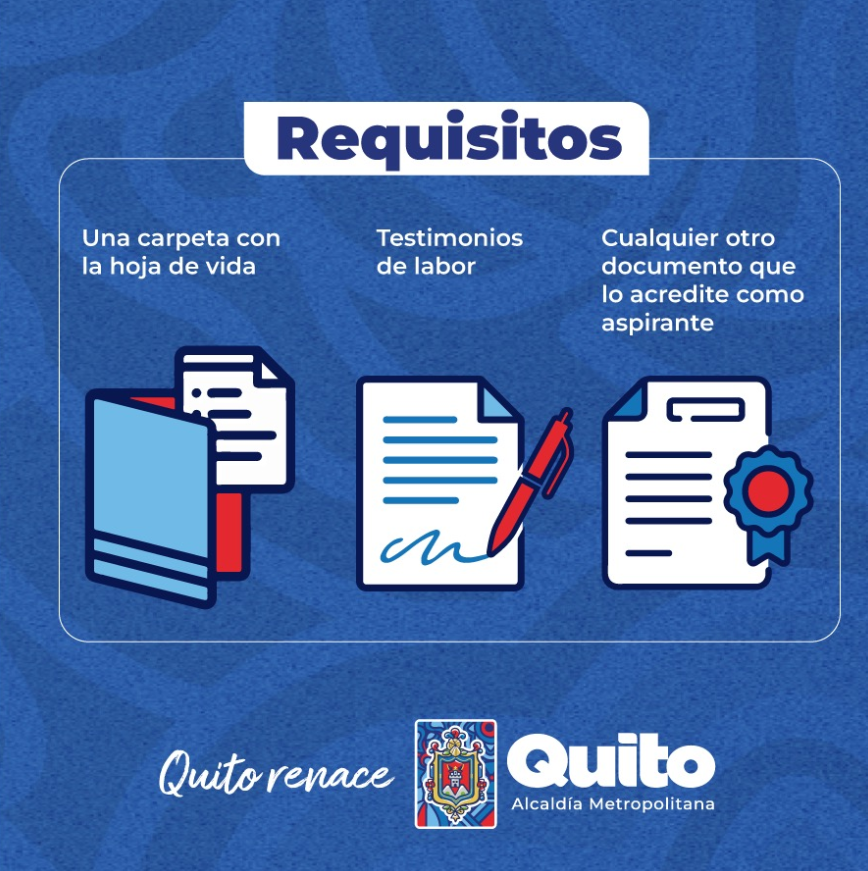 Requisitos
Una carpeta con
la hoja de vida
Testimonios
de labor
Cualquier otro
documento que
lo acredite como
aspirante
Quito renace
Quito
Alcaldía Metropolitana